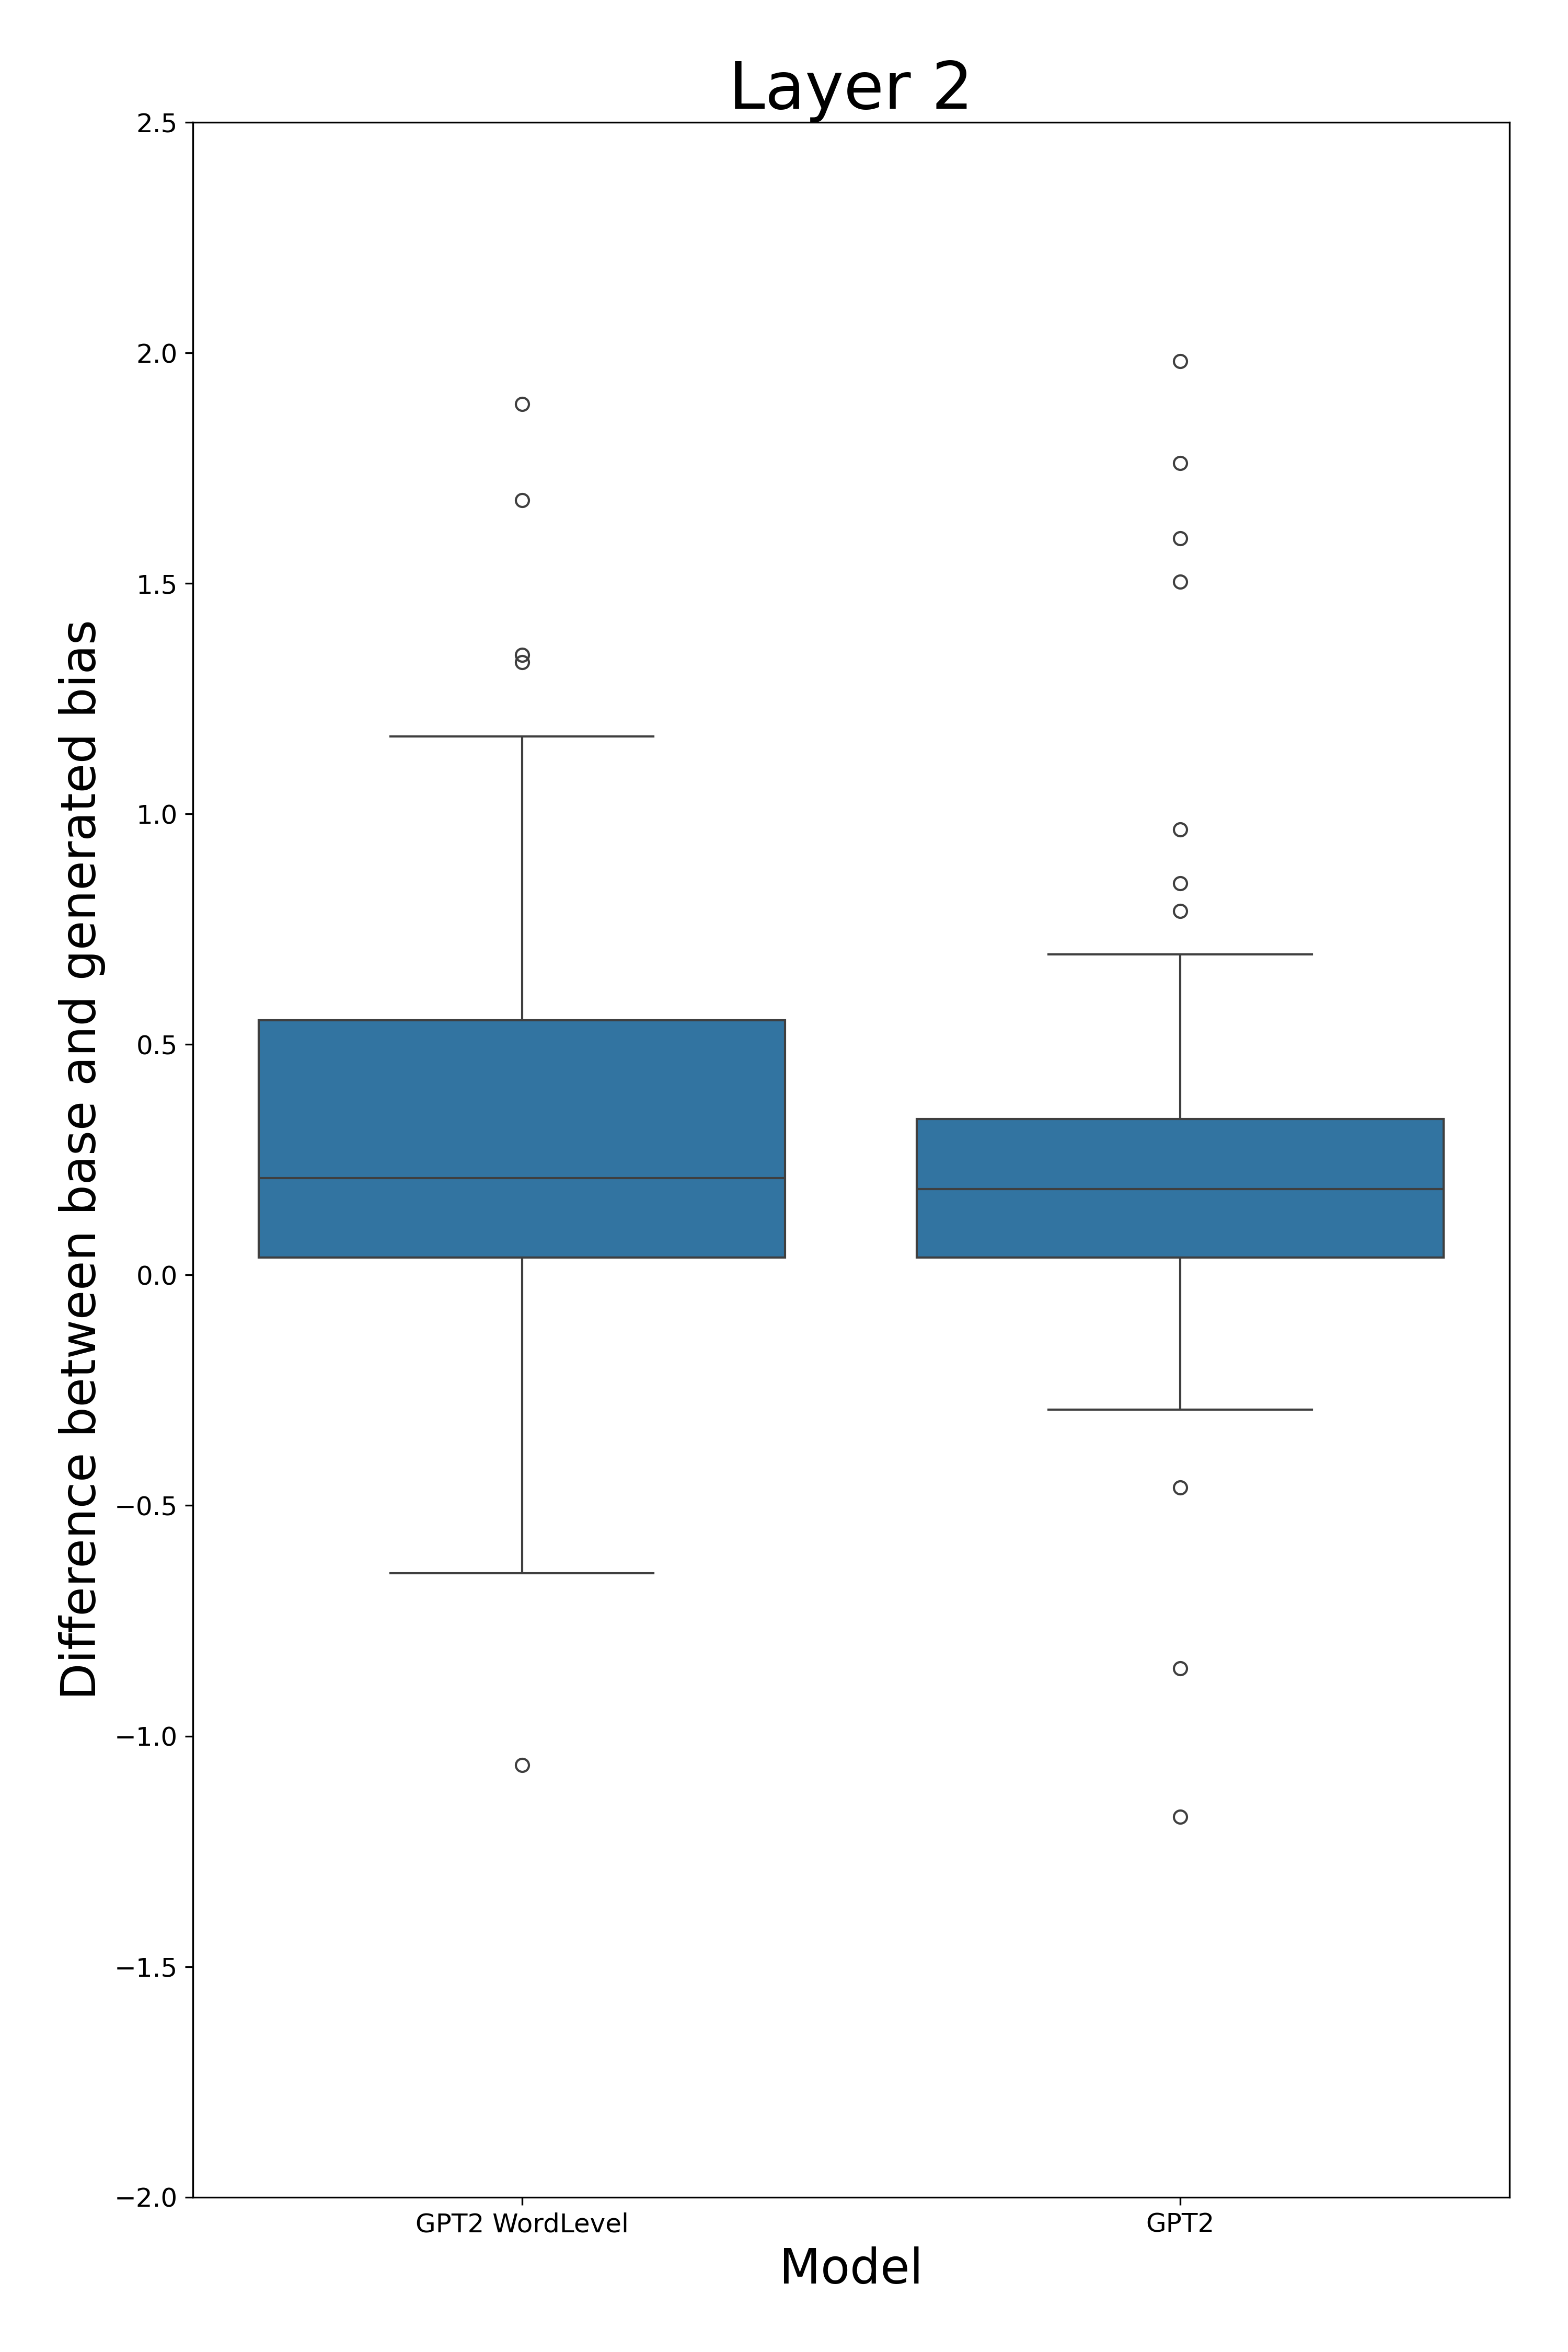 Layer 2
Difference between base and generated bias
2.5
2.0
1.5
1.0
0.5
0.0
−0.5
−1.0
−1.5
−2.0
GPT2 WordLevel
GPT2
Model